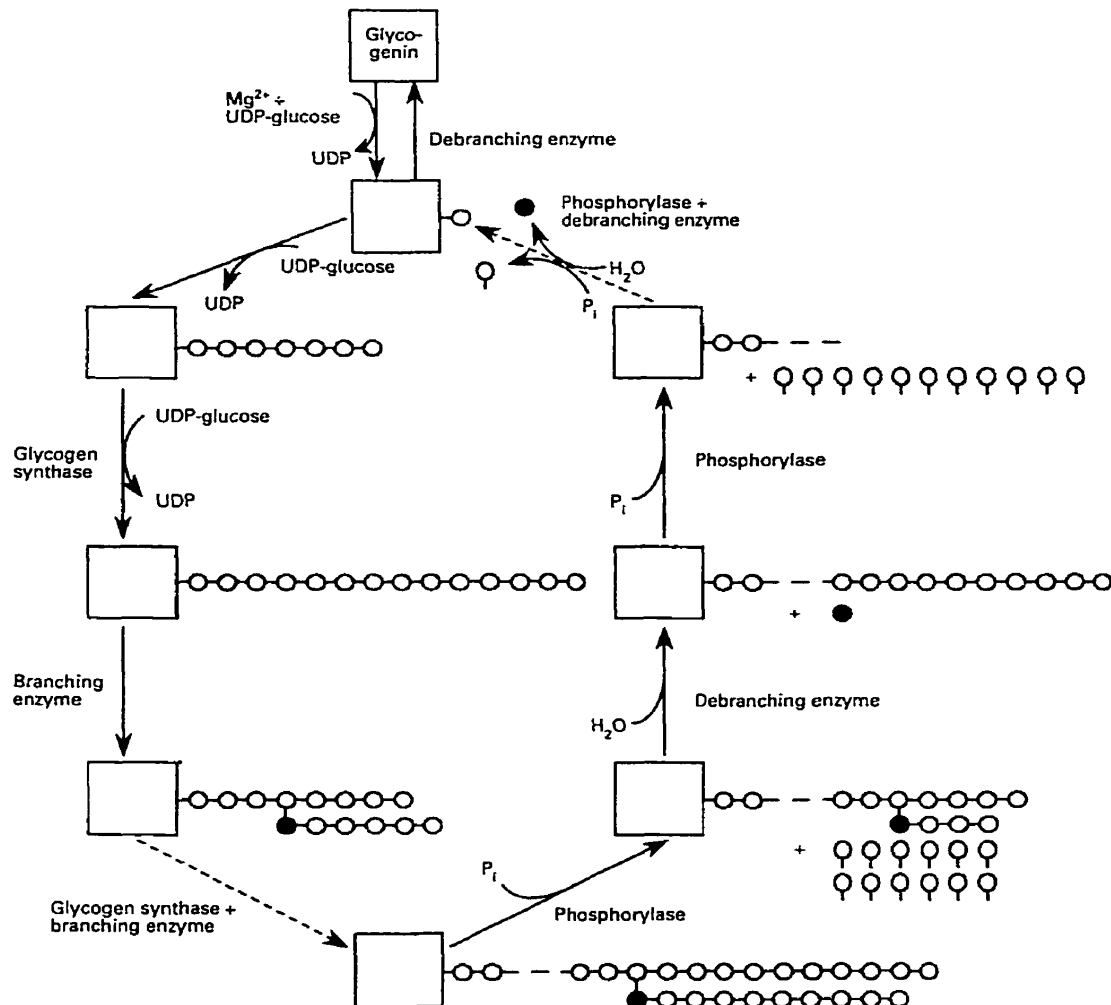 Glyco-
genin
Mg²⁺ +
UDP-glucose
UDP
Debranching enzyme
Phosphorylase +
debranching enzyme
UDP-glucose
UDP
H₂O
Pᵢ
+
UDP-glucose
Glycogen
synthase
UDP
Phosphorylase
Pᵢ
+
Branching
enzyme
Debranching enzyme
H₂O
+
Pᵢ
Phosphorylase
Glycogen synthase +
branching enzyme